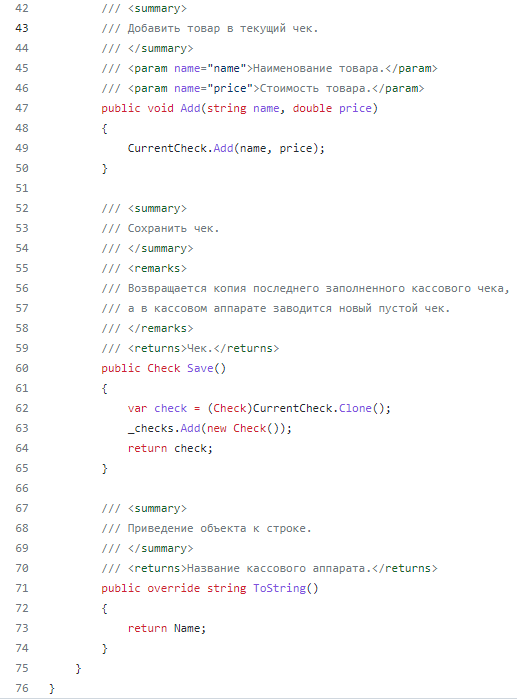 42 /// <summary>
43 /// Добавить товар в текущий чек.
44 /// </summary>
45 /// <param name="name">Наименование товара.</param>
46 /// <param name="price">Стоимость товара.</param>
47 public void Add(string name, double price)
48 {
49 CurrentCheck.Add(name, price);
50 }
51
52 /// <summary>
53 /// Сохранить чек.
54 /// </summary>
55 /// <remarks>
56 /// Возвращается копия последнего заполненного кассового чека,
57 /// а в кассовом аппарате заводится новый пустой чек.
58 /// </remarks>
59 /// <returns>Чек.</returns>
60 public Check Save()
61 {
62 var check = (Check)CurrentCheck.Clone();
63 _checks.Add(new Check());
64 return check;
65 }
66
67 /// <summary>
68 /// Приведение объекта к строке.
69 /// </summary>
70 /// <returns>Название кассового аппарата.</returns>
71 public override string ToString()
72 {
73 return Name;
74 }
75 }
76 }